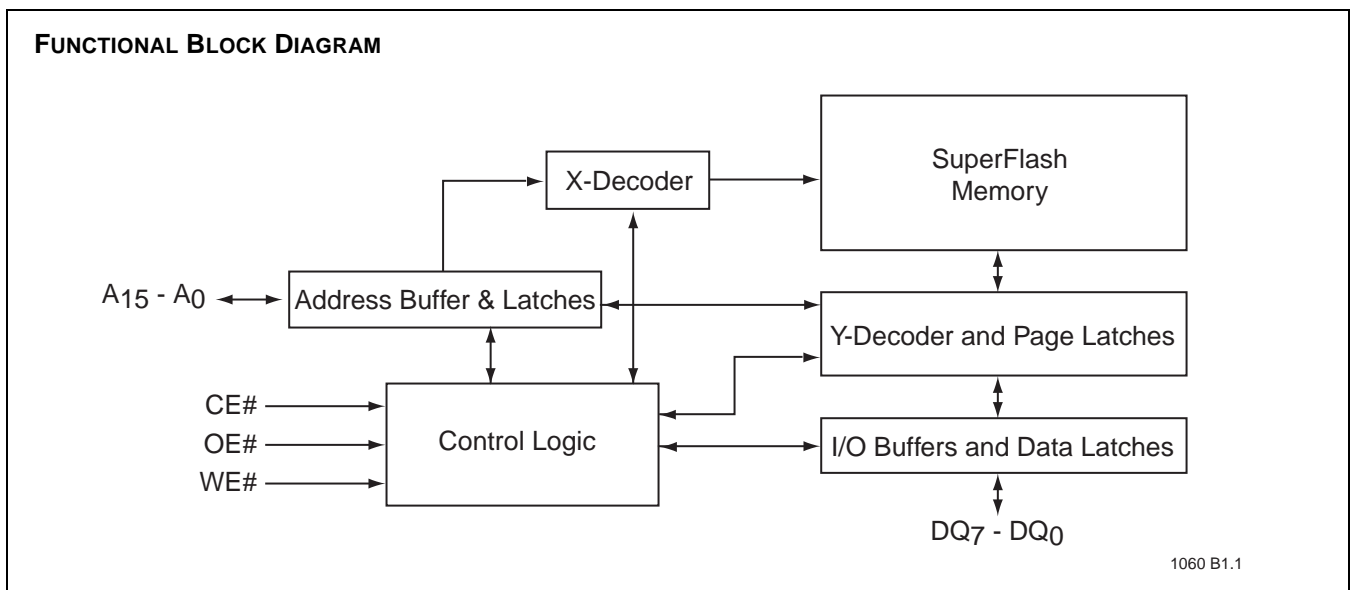 FUNCTIONAL BLOCK DIAGRAM
SuperFlash
Memory
X-Decoder
A15 - A0
Address Buffer & Latches
Y-Decoder and Page Latches
CE#
OE#
WE#
Control Logic
I/O Buffers and Data Latches
DQ7 - DQ0
1060 B1.1